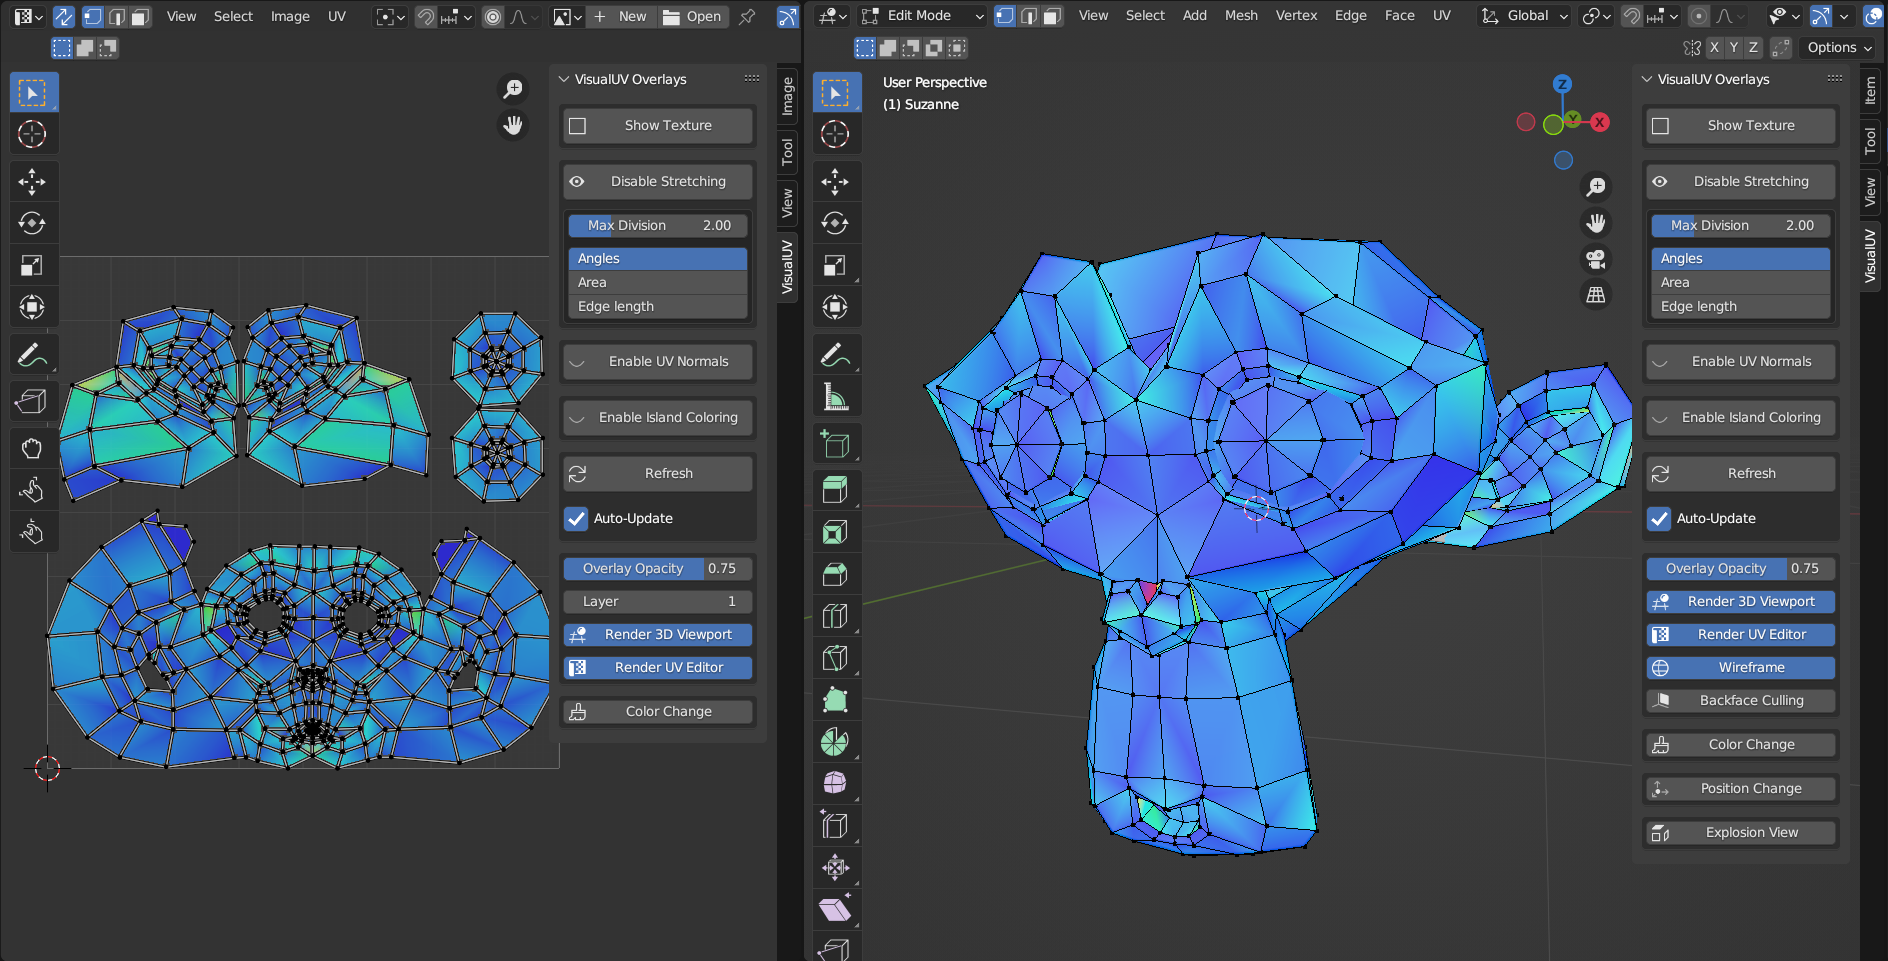 View Select Image UV
+ New Open
VisualUV Overlays
Show Texture
Disable Stretching
Max Division 2.00
Angles
Area
Edge length
Enable UV Normals
Enable Island Coloring
Refresh
Auto-Update
Overlay Opacity 0.75
Layer 1
Render 3D Viewport
Render UV Editor
Color Change
Image
Tool
View
VisualUV
Edit Mode View Select Add Mesh Vertex Edge Face UV Global
X Y Z Options
User Perspective
(1) Suzanne
Z
Y
X
VisualUV Overlays
Show Texture
Disable Stretching
Max Division 2.00
Angles
Area
Edge length
Enable UV Normals
Enable Island Coloring
Refresh
Auto-Update
Overlay Opacity 0.75
Render 3D Viewport
Render UV Editor
Wireframe
Backface Culling
Color Change
Position Change
Explosion View
Item
Tool
View
VisualUV